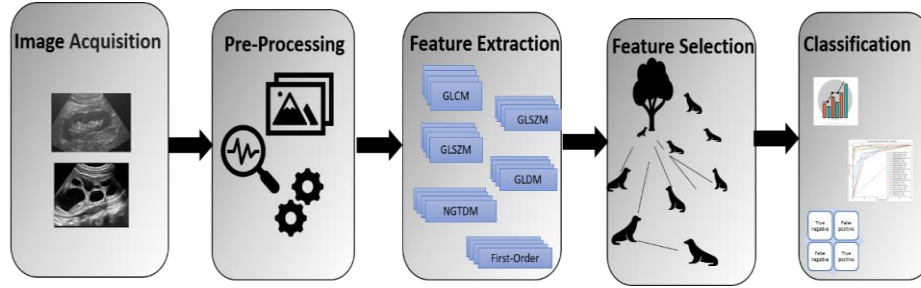 Image Acquisition
Pre-Processing
Feature Extraction
GLCM
GLSZM
GLSZM
GLDM
NGTDM
First-Order
Feature Selection
Classification
True
negative
False
positive
False
negative
True
positive